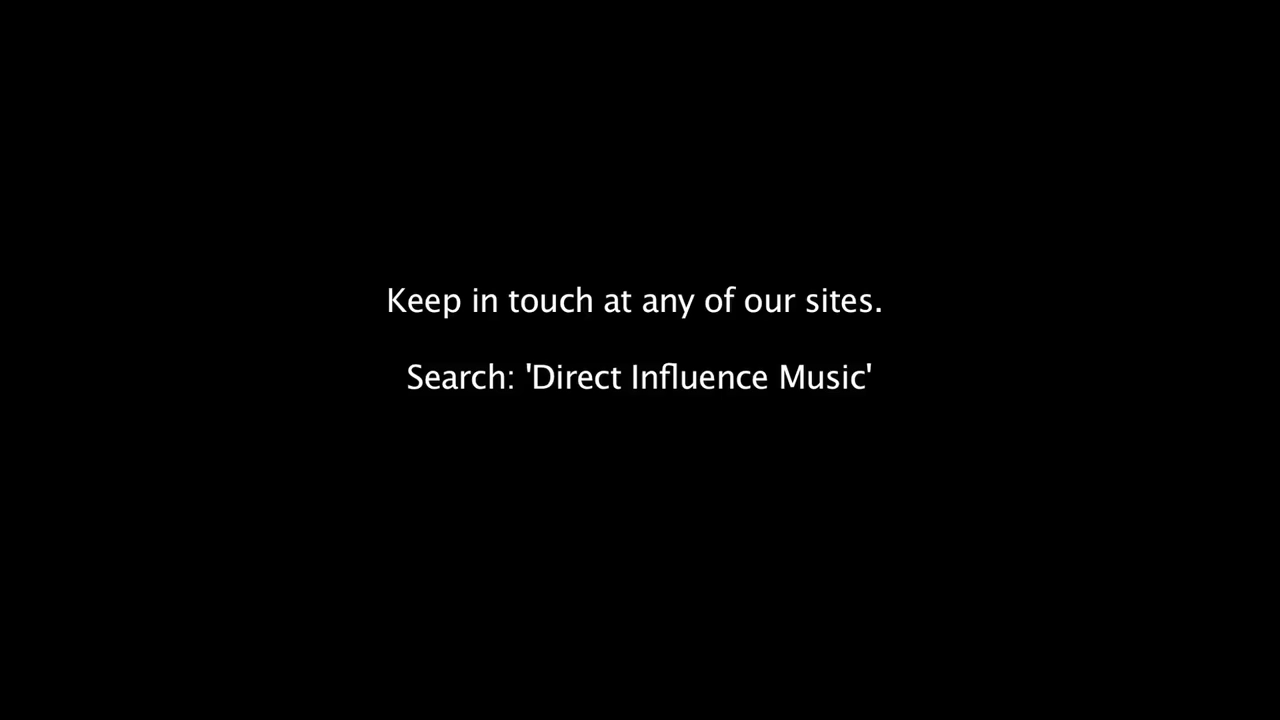 Keep in touch at any of our sites.
Search: 'Direct Influence Music'